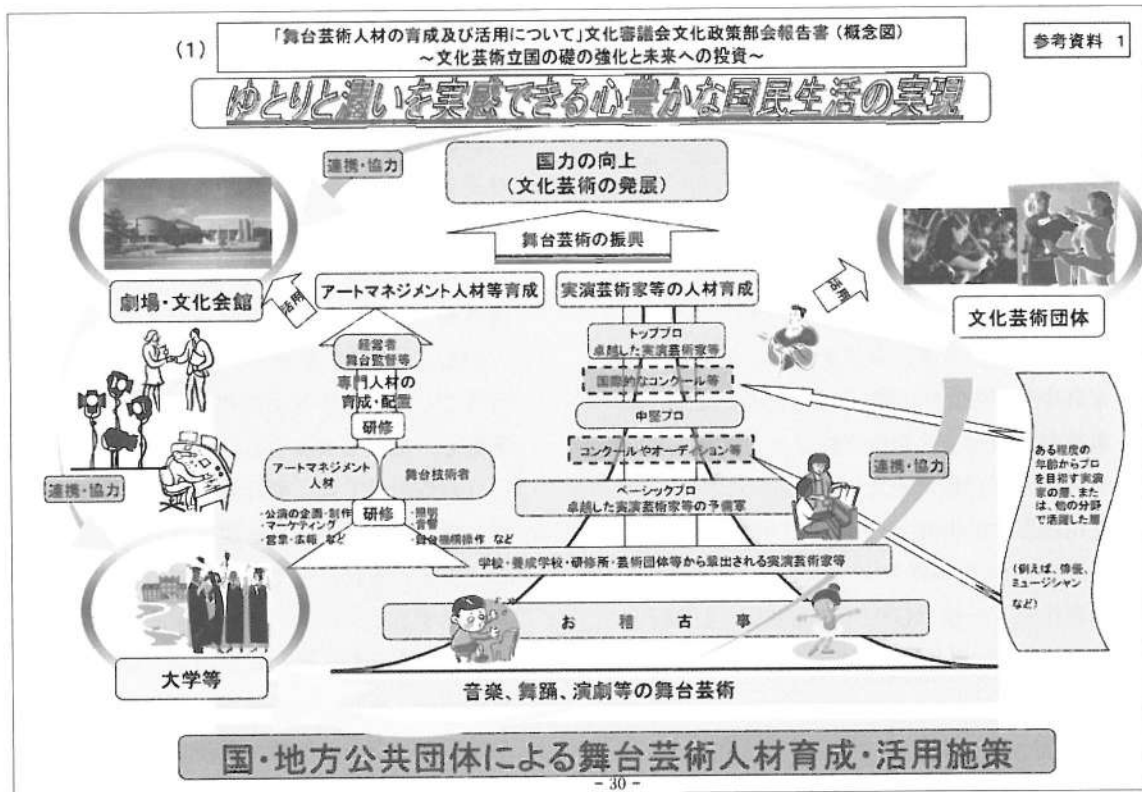 (1)
「舞台芸術人材の育成及び活用について」文化審議会文化政策部会報告書（概念図）
～文化芸術立国の礎の強化と未来への投資～
参考資料 1
ゆとりと潤いを実感できる心豊かな国民生活の実現
連携・協力
国力の向上
（文化芸術の発展）
舞台芸術の振興
劇場・文化会館
活用
アートマネジメント人材等育成
実演芸術家等の人材育成
活用
文化芸術団体
経営者
舞台監督等
専門人材の
育成・配置
研修
アートマネジメント
人材
舞台技術者
研修
・公演の企画・制作
・マーケティング
・営業・広報 など
・照明
・音響
・舞台機構操作 など
トッププロ
卓越した実演芸術家等
国際的なコンクール等
中堅プロ
コンクールやオーディション等
ベーシックプロ
卓越した実演芸術家等の予備軍
学校・養成学校・研修所・芸術団体等から輩出される実演芸術家等
お稽古事
音楽、舞踊、演劇等の舞台芸術
連携・協力
連携・協力
大学等
ある程度の
年齢からプロ
を目指す実演
家の層、また
は、他の分野
で活躍した層
（例えば、俳優、
ミュージシャン
など）
国・地方公共団体による舞台芸術人材育成・活用施策
- 30 -